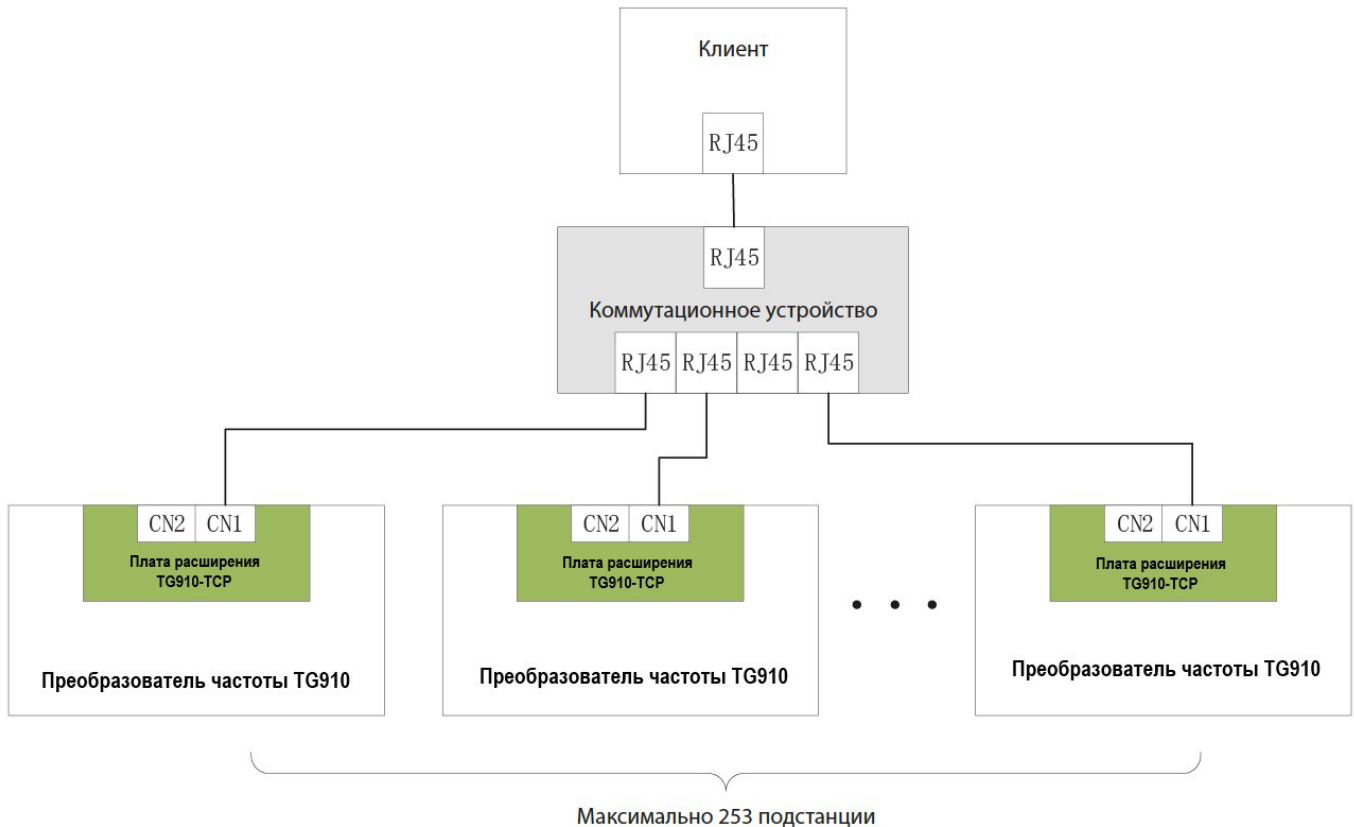 Клиент
RJ45
RJ45
Коммутационное устройство
RJ45 RJ45 RJ45 RJ45
CN2 CN1
Плата расширения
TG910-TCP
Преобразователь частоты TG910
CN2 CN1
Плата расширения
TG910-TCP
Преобразователь частоты TG910
• • •
CN2 CN1
Плата расширения
TG910-TCP
Преобразователь частоты TG910
Максимально 253 подстанции